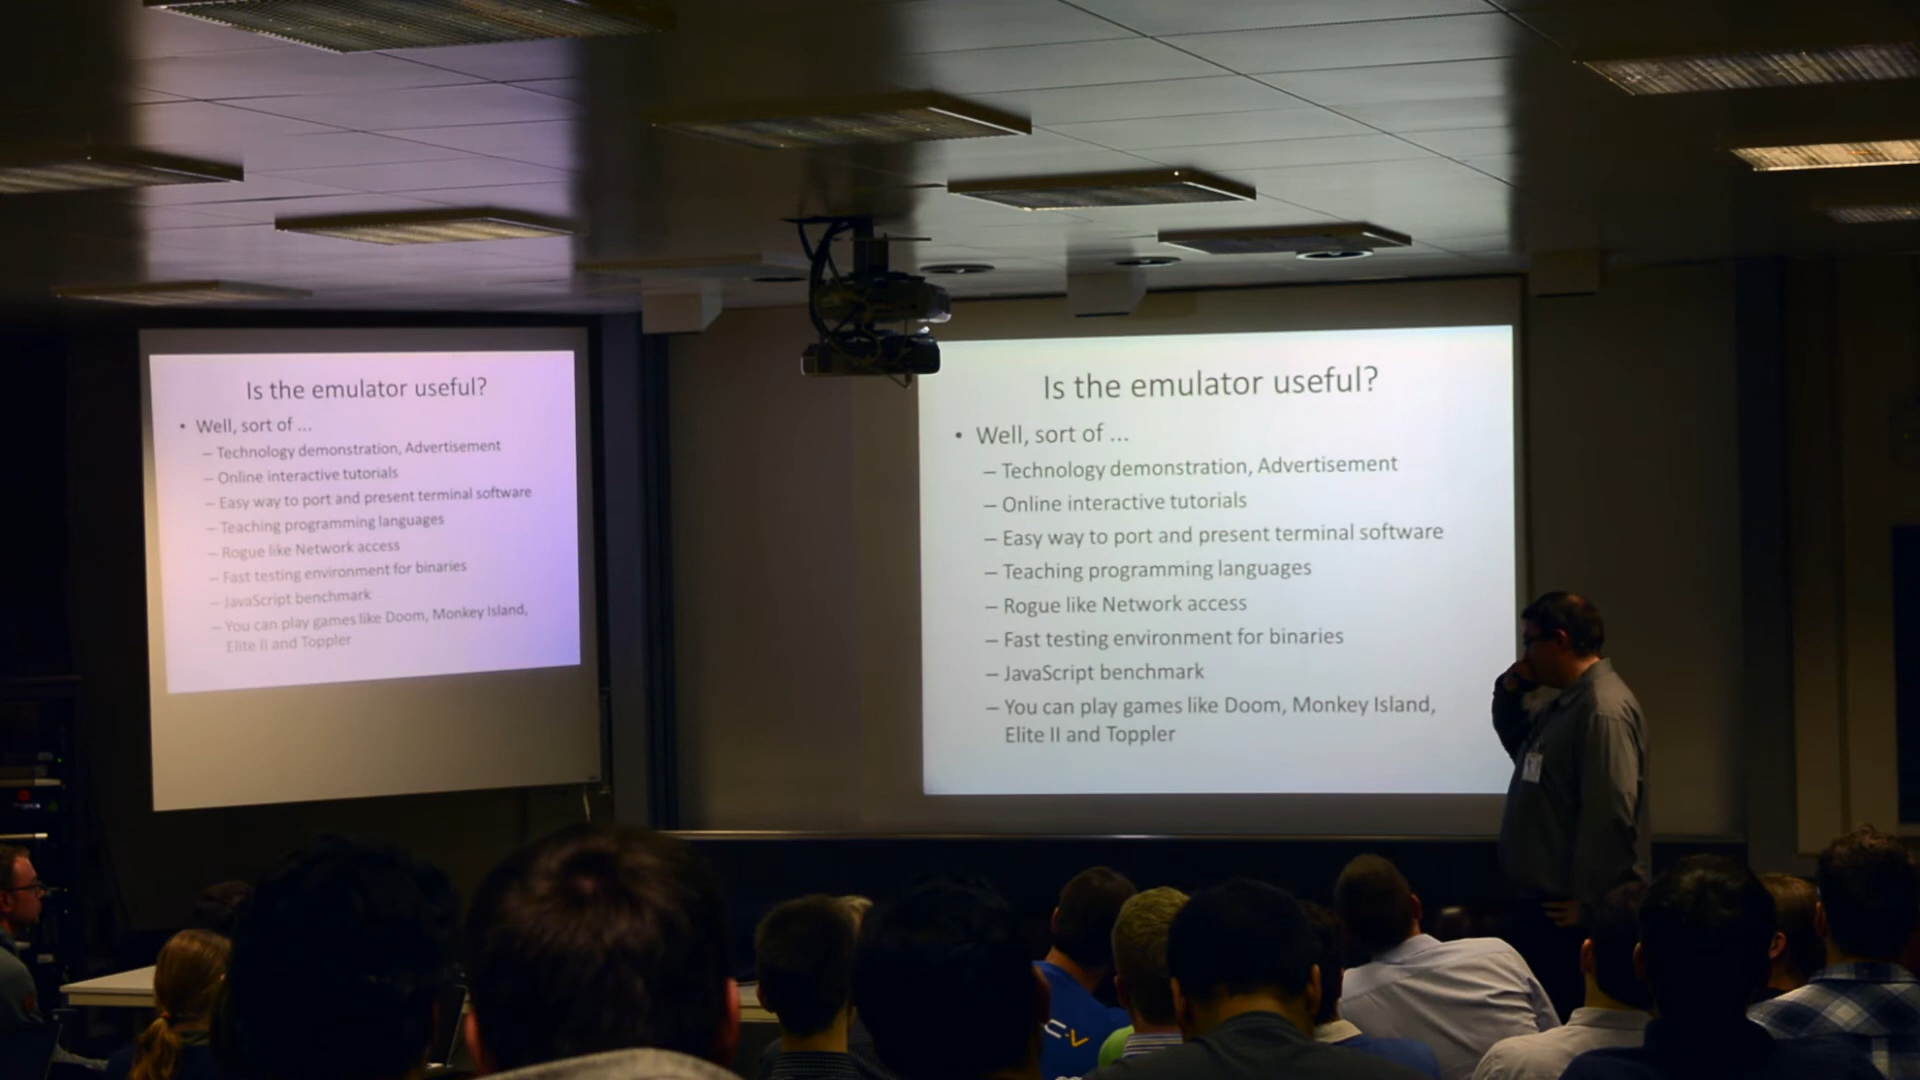 Is the emulator useful?
• Well, sort of ...
– Technology demonstration, Advertisement
– Online interactive tutorials
– Easy way to port and present terminal software
– Teaching programming languages
– Rogue like Network access
– Fast testing environment for binaries
– JavaScript benchmark
– You can play games like Doom, Monkey Island,
Elite II and Toppler
Is the emulator useful?
• Well, sort of ...
– Technology demonstration, Advertisement
– Online interactive tutorials
– Easy way to port and present terminal software
– Teaching programming languages
– Rogue like Network access
– Fast testing environment for binaries
– JavaScript benchmark
– You can play games like Doom, Monkey Island,
Elite II and Toppler